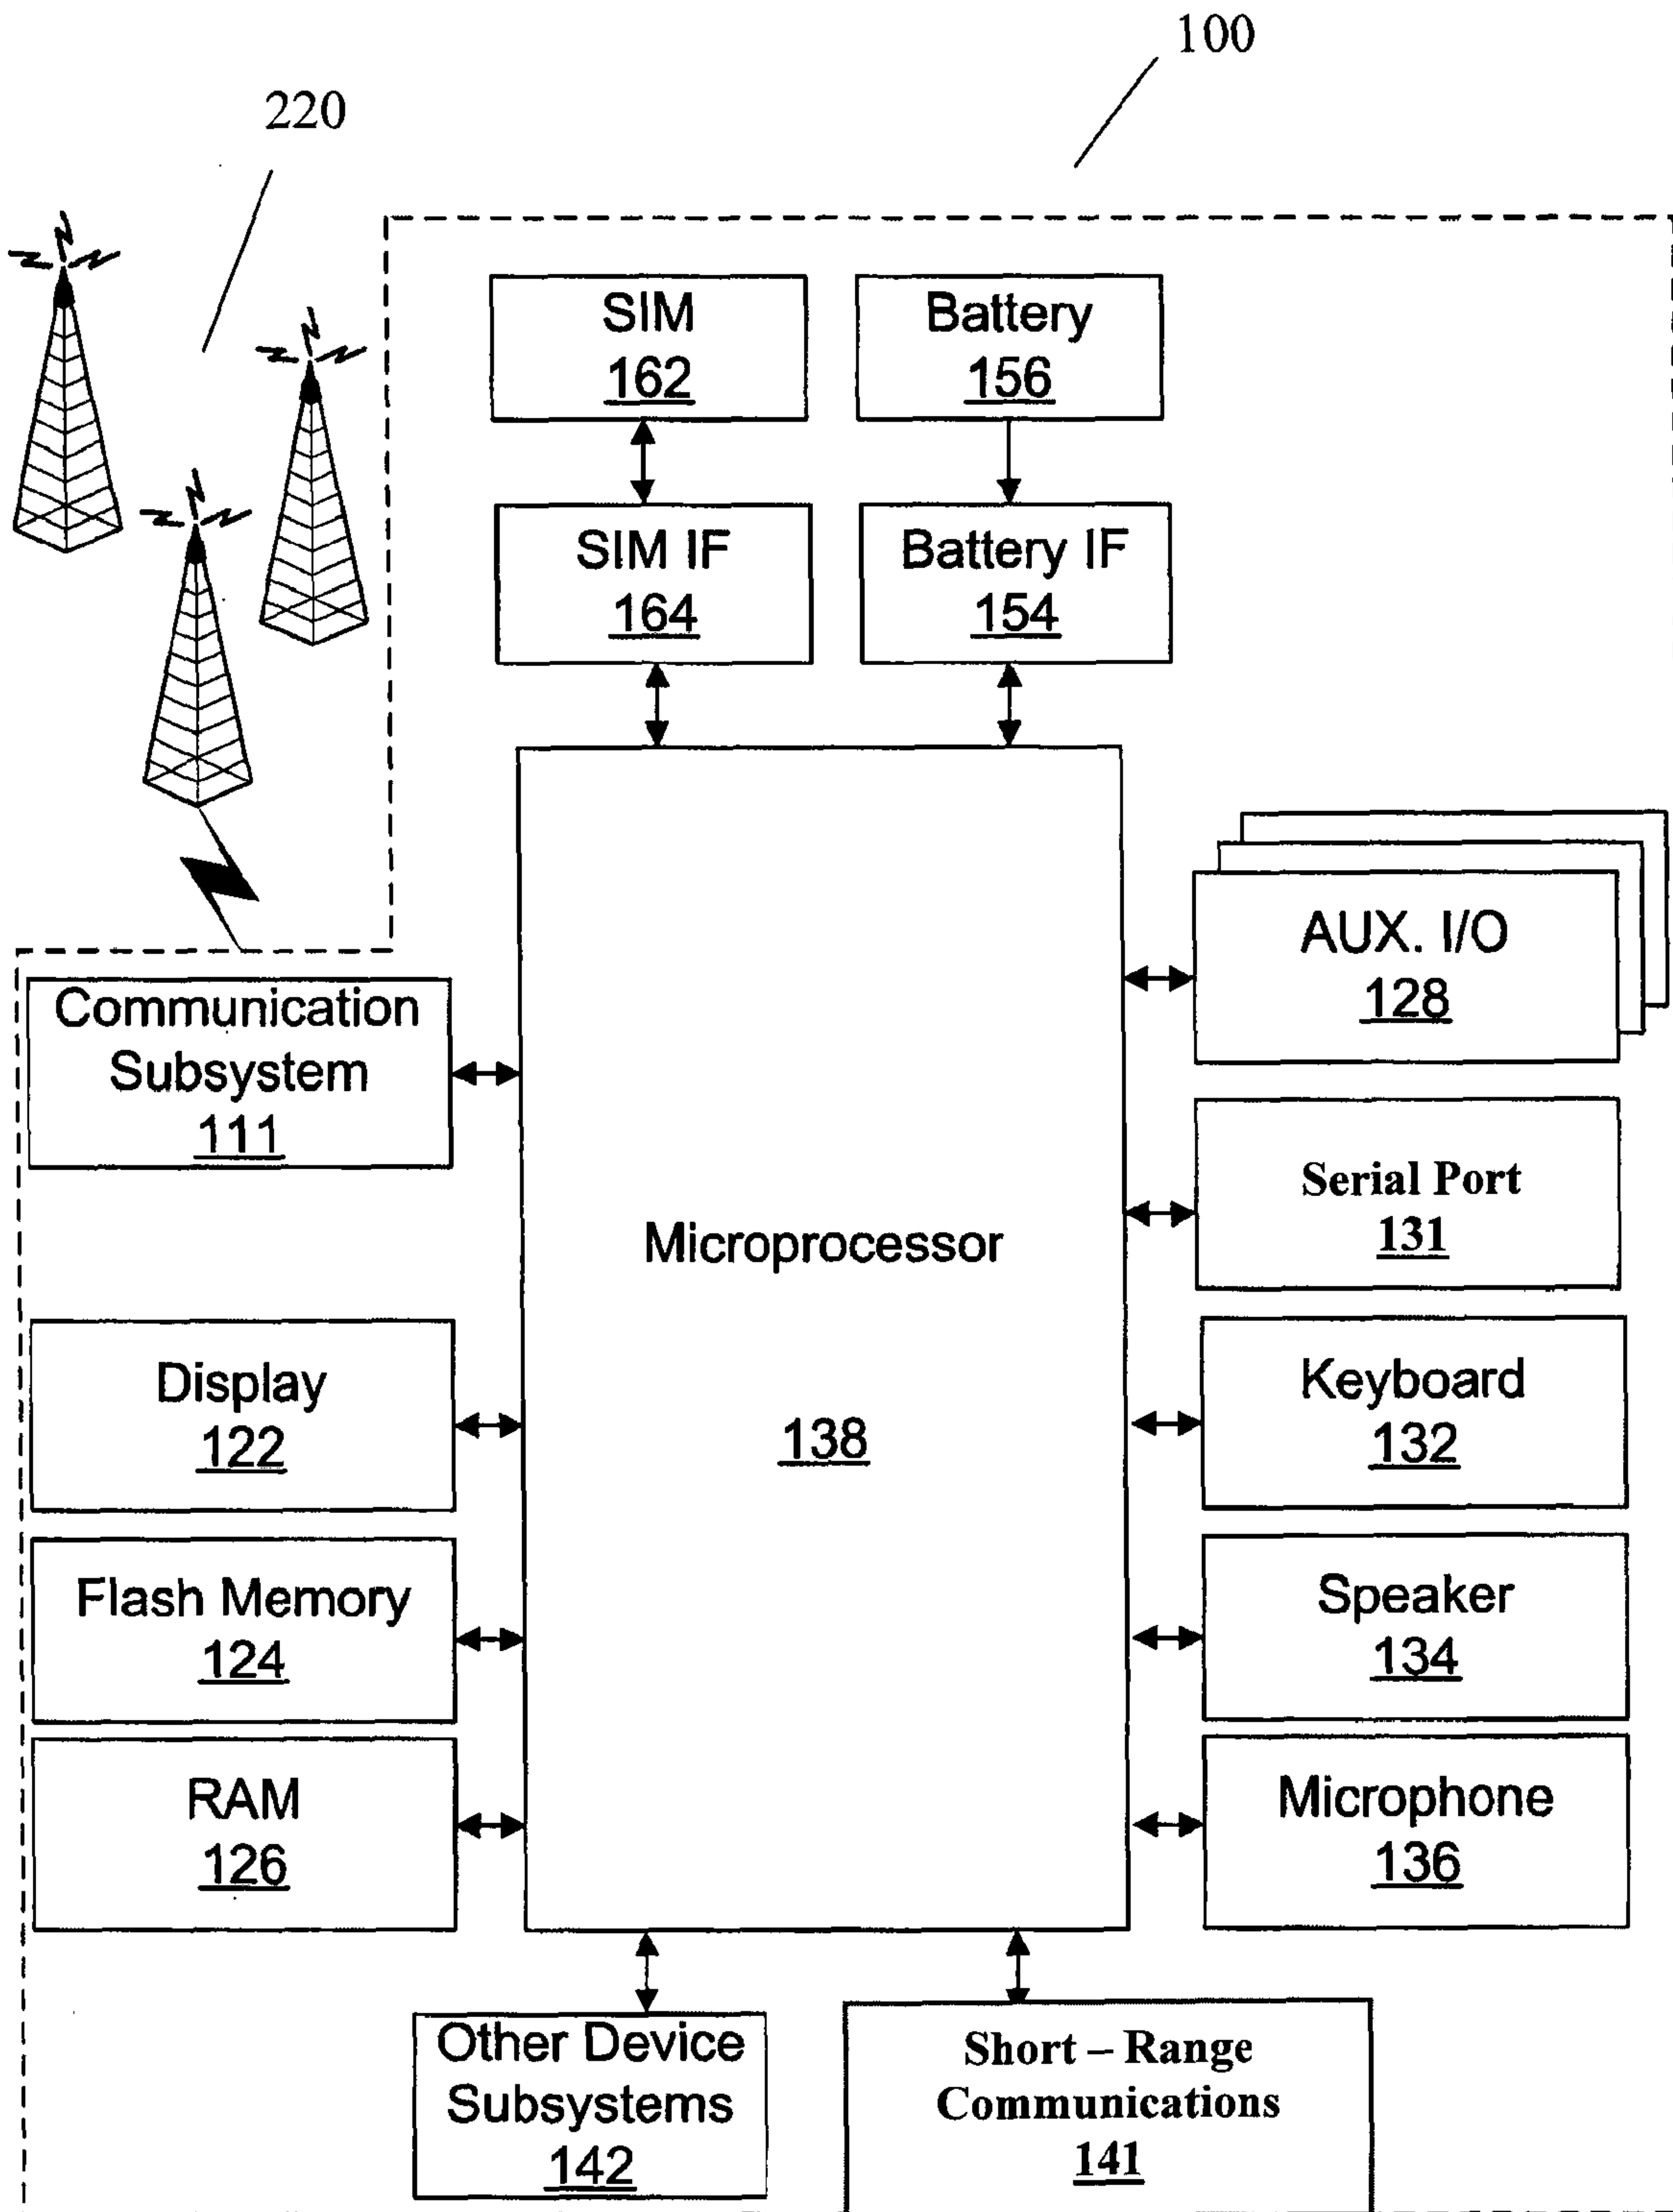 100
220
SIM
162
Battery
156
SIM IF
164
Battery IF
154
AUX. I/O
128
Communication
Subsystem
111
Serial Port
131
Microprocessor
138
Display
122
Keyboard
132
Flash Memory
124
Speaker
134
RAM
126
Microphone
136
Other Device
Subsystems
142
Short – Range
Communications
141